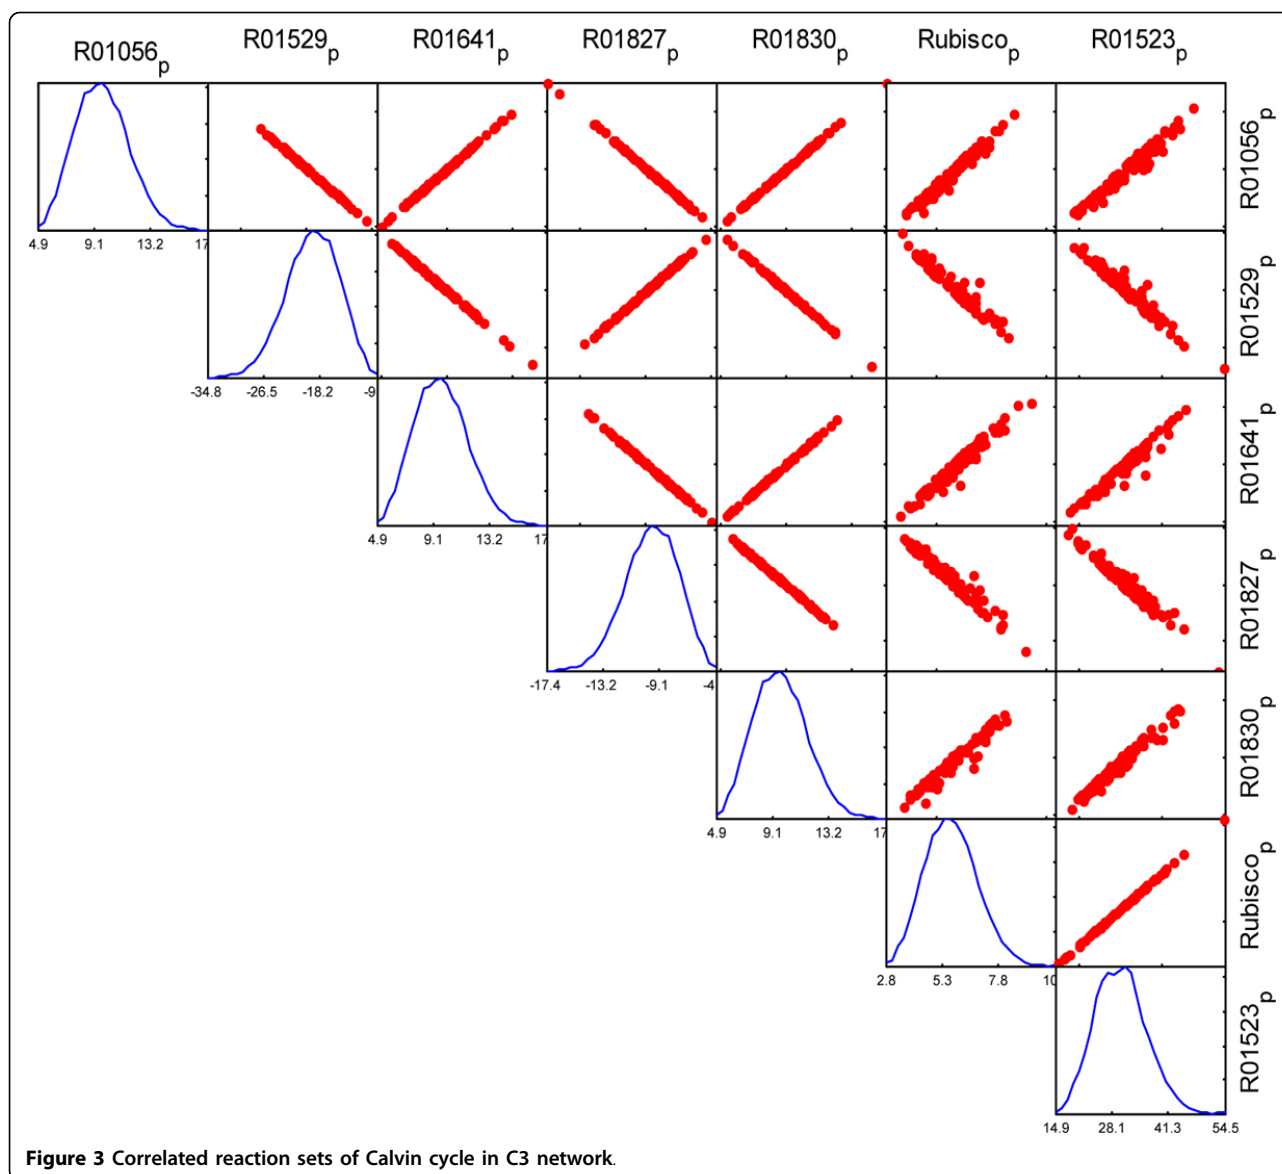 R01056p R01529p R01641p R01827p R01830p Rubiscop R01523p
R01056p
4.9 9.1 13.2 17
R01529p
-34.8 -26.5 -18.2 -9
R01641p
4.9 9.1 13.2 17
R01827p
-17.4 -13.2 -9.1 -4
R01830p
4.9 9.1 13.2 17
Rubiscop
2.8 5.3 7.8 10
R01523p
14.9 28.1 41.3 54.5
Figure 3 Correlated reaction sets of Calvin cycle in C3 network.